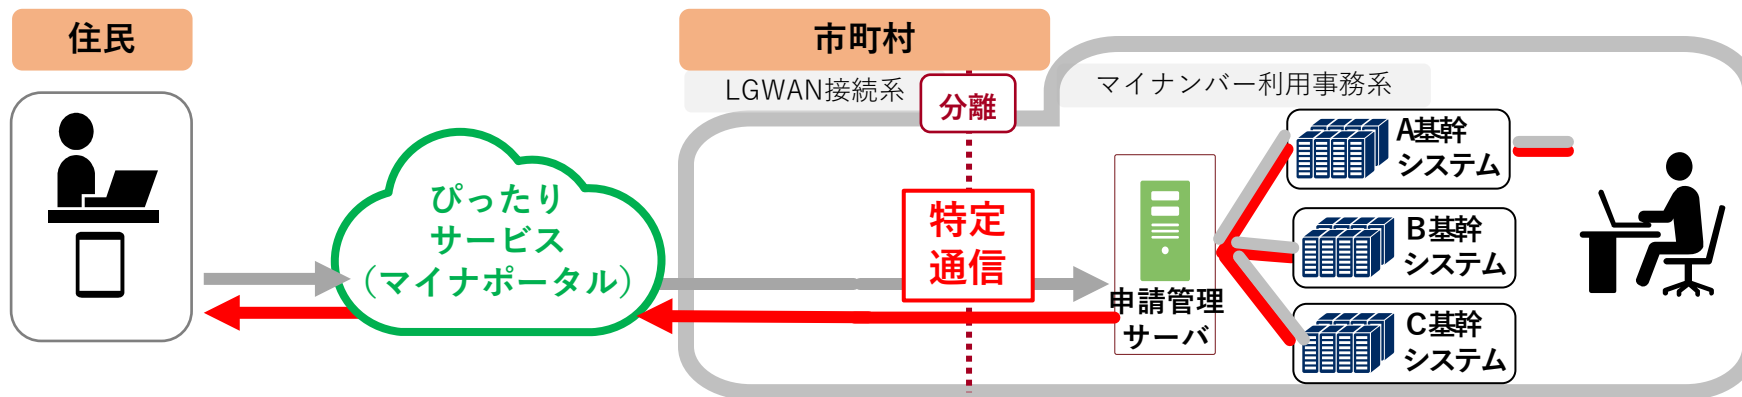 住民
市町村
LGWAN接続系
分離
マイナンバー利用事務系
ぴったり
サービス
（マイナポータル）
特定
通信
申請管理
サーバ
A基幹
システム
B基幹
システム
C基幹
システム